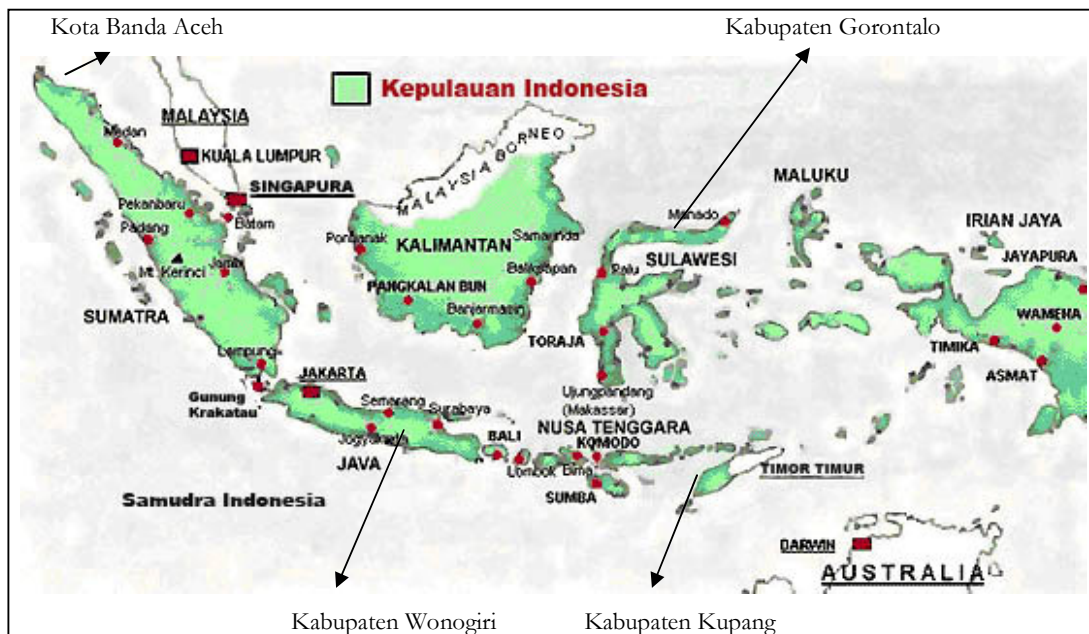 Kota Banda Aceh
Kabupaten Gorontalo
Kepulauan Indonesia
MALAYSIA
Medan
KUALA LUMPUR
SINGAPURA
MALAYSIA BORNEO
MALUKU
Pekanbaru
Batam
Padang
Manado
IRIAN JAYA
Pontianak
KALIMANTAN
Samarinda
SULAWESI
JAYAPURA
Mt. Kerinci
Jambi
Palu
Balikpapan
PANGKALAN BUN
Banjarmasin
WAMENA
SUMATRA
TORAJA
TIMIKA
Lampung
ASMAT
JAKARTA
Gunung
Krakatau
Ujungpandang
(Makassar)
Semarang
Surabaya
NUSA TENGGARA
Jogyakarta
BALI
KOMODO
JAVA
Lombok
Bima
TIMOR TIMUR
SUMBA
Samudra Indonesia
DARWIN
AUSTRALIA
Kabupaten Wonogiri
Kabupaten Kupang